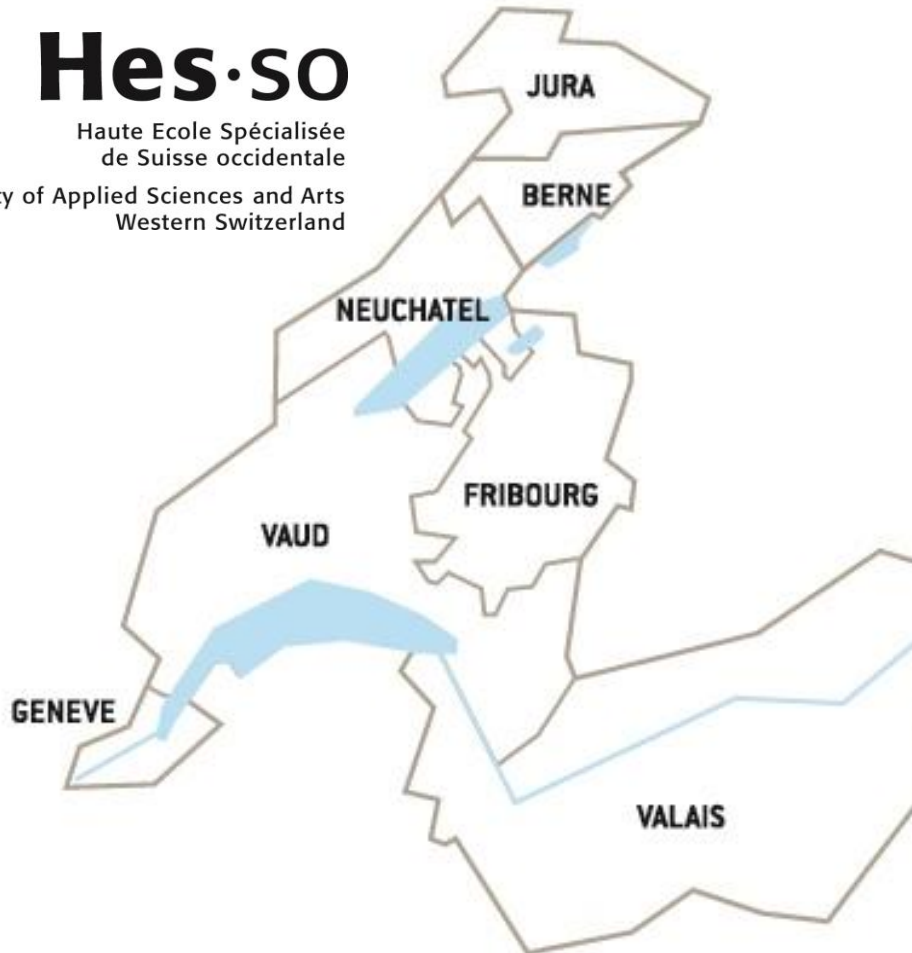 Hes·so
Haute Ecole Spécialisée
de Suisse occidentale
of Applied Sciences and Arts
Western Switzerland
JURA
BERNE
NEUCHATEL
FRIBOURG
VAUD
GENEVE
VALAIS